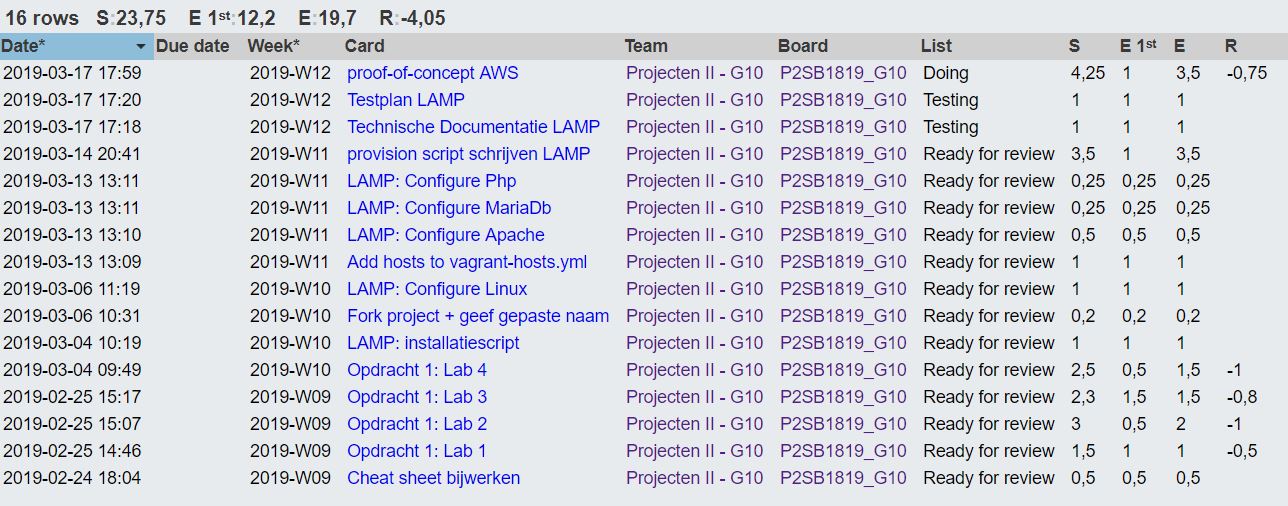 16 rows S:23,75 E 1ˢᵗ:12,2 E:19,7 R:-4,05
Date* Due date Week* Card Team Board List S E 1ˢᵗ E R
2019-03-17 17:59 2019-W12 proof-of-concept AWS Projecten II - G10 P2SB1819_G10 Doing 4,25 1 3,5 -0,75
2019-03-17 17:20 2019-W12 Testplan LAMP Projecten II - G10 P2SB1819_G10 Testing 1 1 1
2019-03-17 17:18 2019-W12 Technische Documentatie LAMP Projecten II - G10 P2SB1819_G10 Testing 1 1 1
2019-03-14 20:41 2019-W11 provision script schrijven LAMP Projecten II - G10 P2SB1819_G10 Ready for review 3,5 1 3,5
2019-03-13 13:11 2019-W11 LAMP: Configure Php Projecten II - G10 P2SB1819_G10 Ready for review 0,25 0,25 0,25
2019-03-13 13:11 2019-W11 LAMP: Configure MariaDb Projecten II - G10 P2SB1819_G10 Ready for review 0,25 0,25 0,25
2019-03-13 13:10 2019-W11 LAMP: Configure Apache Projecten II - G10 P2SB1819_G10 Ready for review 0,5 0,5 0,5
2019-03-13 13:09 2019-W11 Add hosts to vagrant-hosts.yml Projecten II - G10 P2SB1819_G10 Ready for review 1 1 1
2019-03-06 11:19 2019-W10 LAMP: Configure Linux Projecten II - G10 P2SB1819_G10 Ready for review 1 1 1
2019-03-06 10:31 2019-W10 Fork project + geef gepaste naam Projecten II - G10 P2SB1819_G10 Ready for review 0,2 0,2 0,2
2019-03-04 10:19 2019-W10 LAMP: installatiescript Projecten II - G10 P2SB1819_G10 Ready for review 1 1 1
2019-03-04 09:49 2019-W10 Opdracht 1: Lab 4 Projecten II - G10 P2SB1819_G10 Ready for review 2,5 0,5 1,5 -1
2019-02-25 15:17 2019-W09 Opdracht 1: Lab 3 Projecten II - G10 P2SB1819_G10 Ready for review 2,3 1,5 1,5 -0,8
2019-02-25 15:07 2019-W09 Opdracht 1: Lab 2 Projecten II - G10 P2SB1819_G10 Ready for review 3 0,5 2 -1
2019-02-25 14:46 2019-W09 Opdracht 1: Lab 1 Projecten II - G10 P2SB1819_G10 Ready for review 1,5 1 1 -0,5
2019-02-24 18:04 2019-W09 Cheat sheet bijwerken Projecten II - G10 P2SB1819_G10 Ready for review 0,5 0,5 0,5